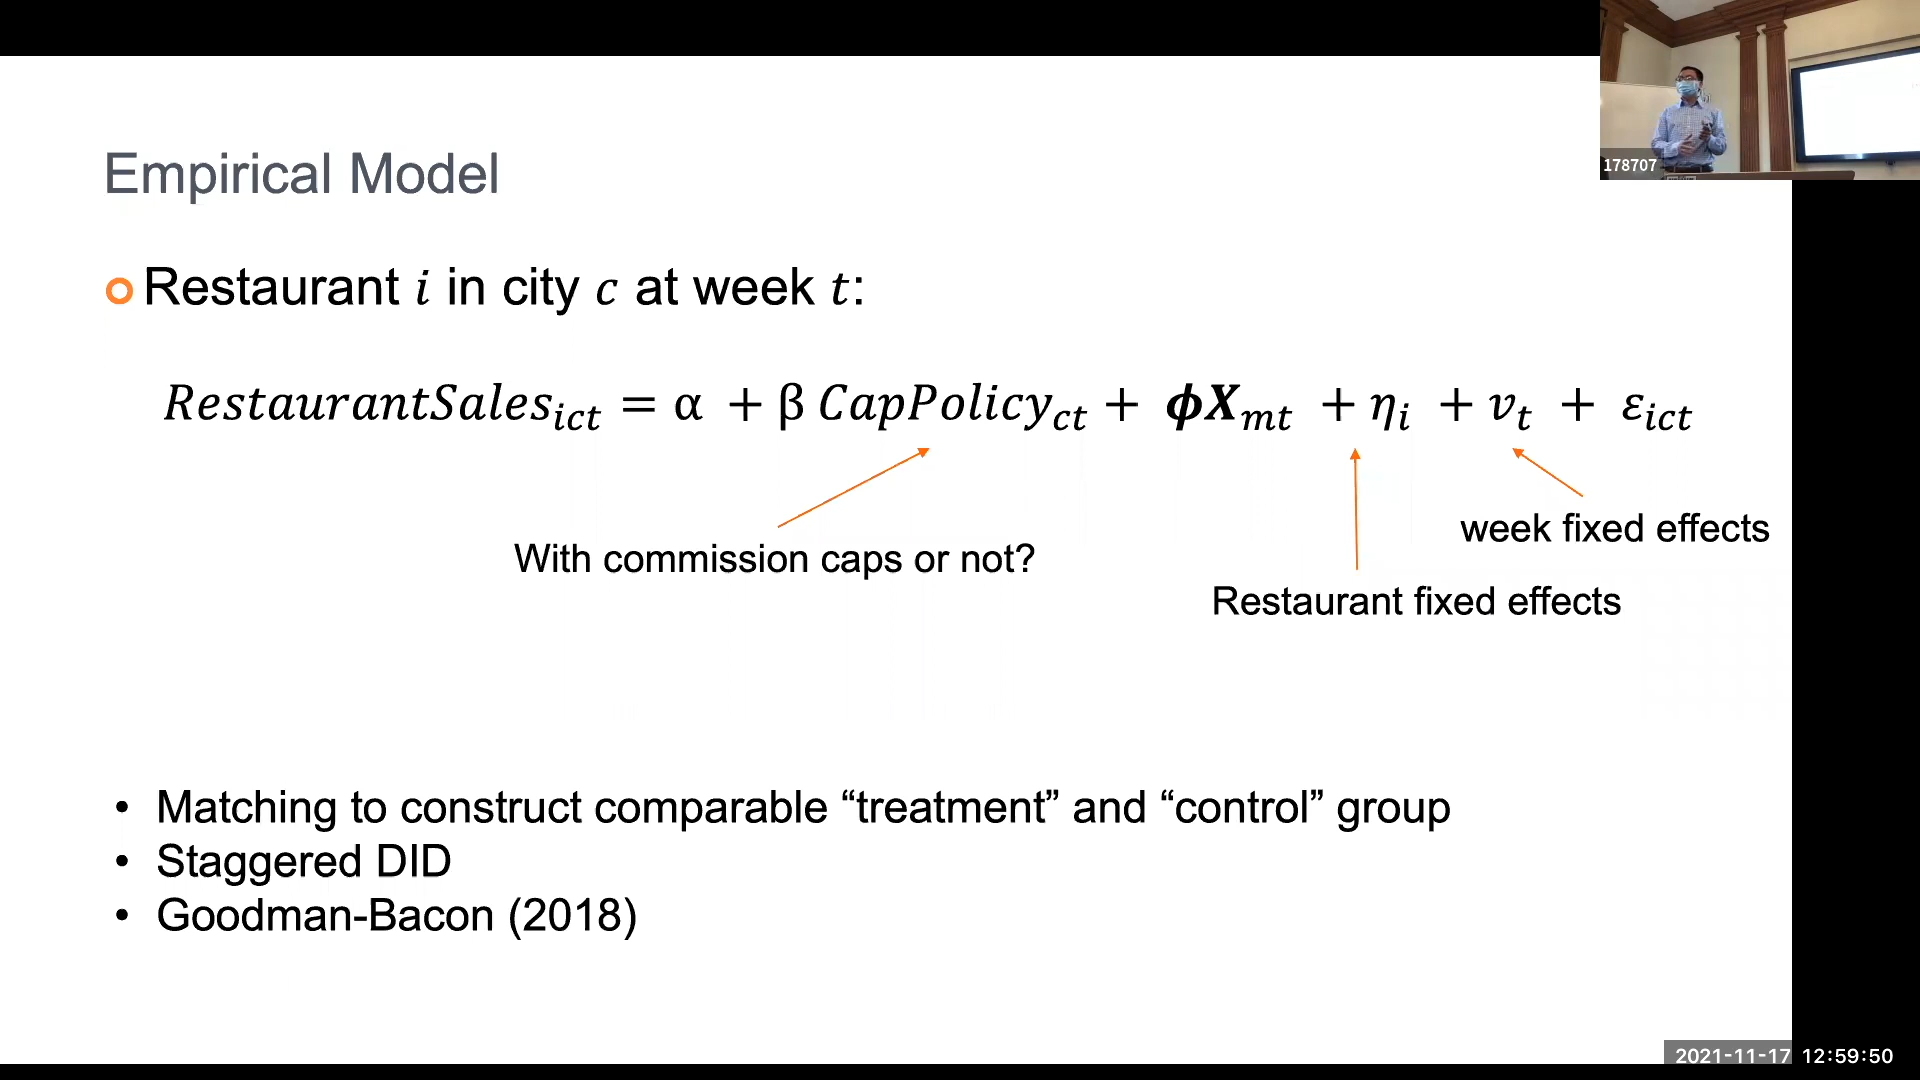 178707
Empirical Model
Restaurant i in city c at week t:
RestaurantSales_ict = α + β CapPolicy_ct + ϕX_mt + η_i + v_t + ε_ict
week fixed effects
With commission caps or not?
Restaurant fixed effects
• Matching to construct comparable “treatment” and “control” group
• Staggered DID
• Goodman-Bacon (2018)
2021-11-17 12:59:50